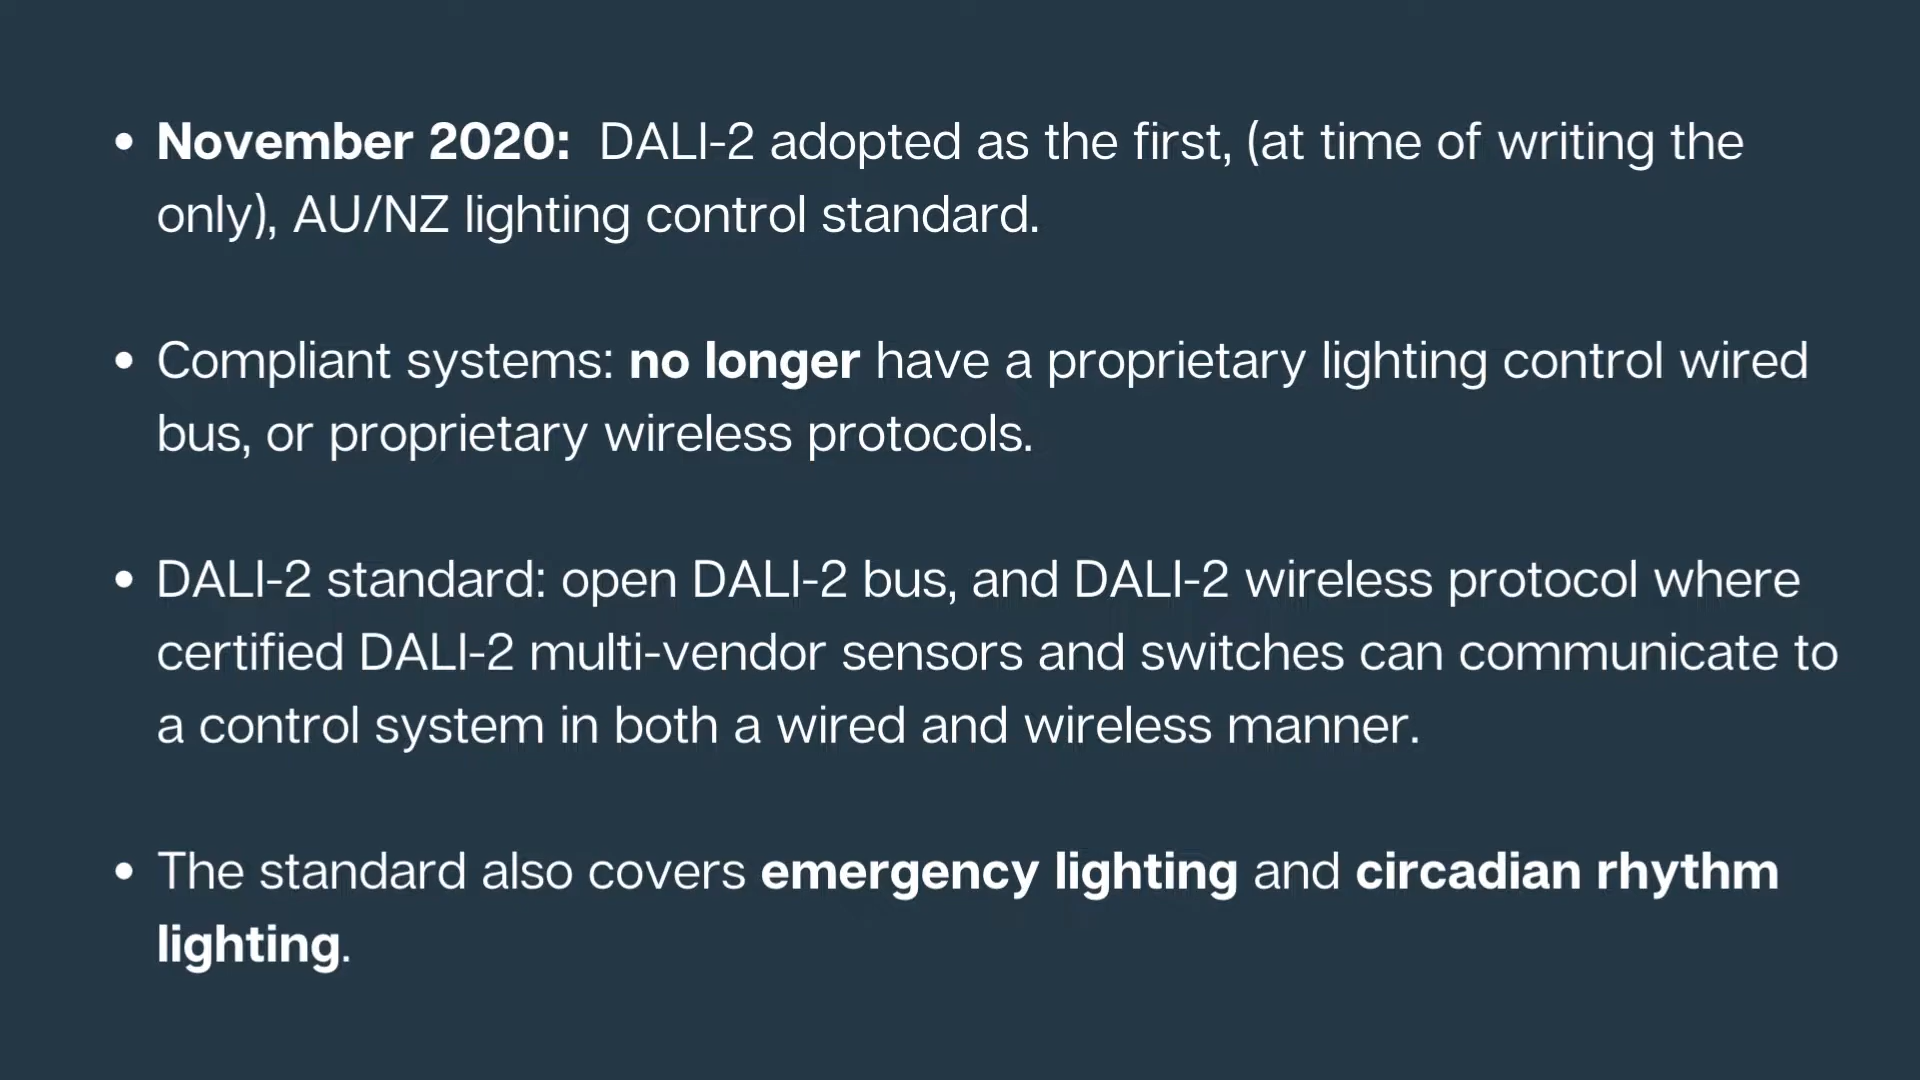 • November 2020:  DALI-2 adopted as the first, (at time of writing the
only), AU/NZ lighting control standard.
• Compliant systems: no longer have a proprietary lighting control wired
bus, or proprietary wireless protocols.
• DALI-2 standard: open DALI-2 bus, and DALI-2 wireless protocol where
certified DALI-2 multi-vendor sensors and switches can communicate to
a control system in both a wired and wireless manner.
• The standard also covers emergency lighting and circadian rhythm
lighting.